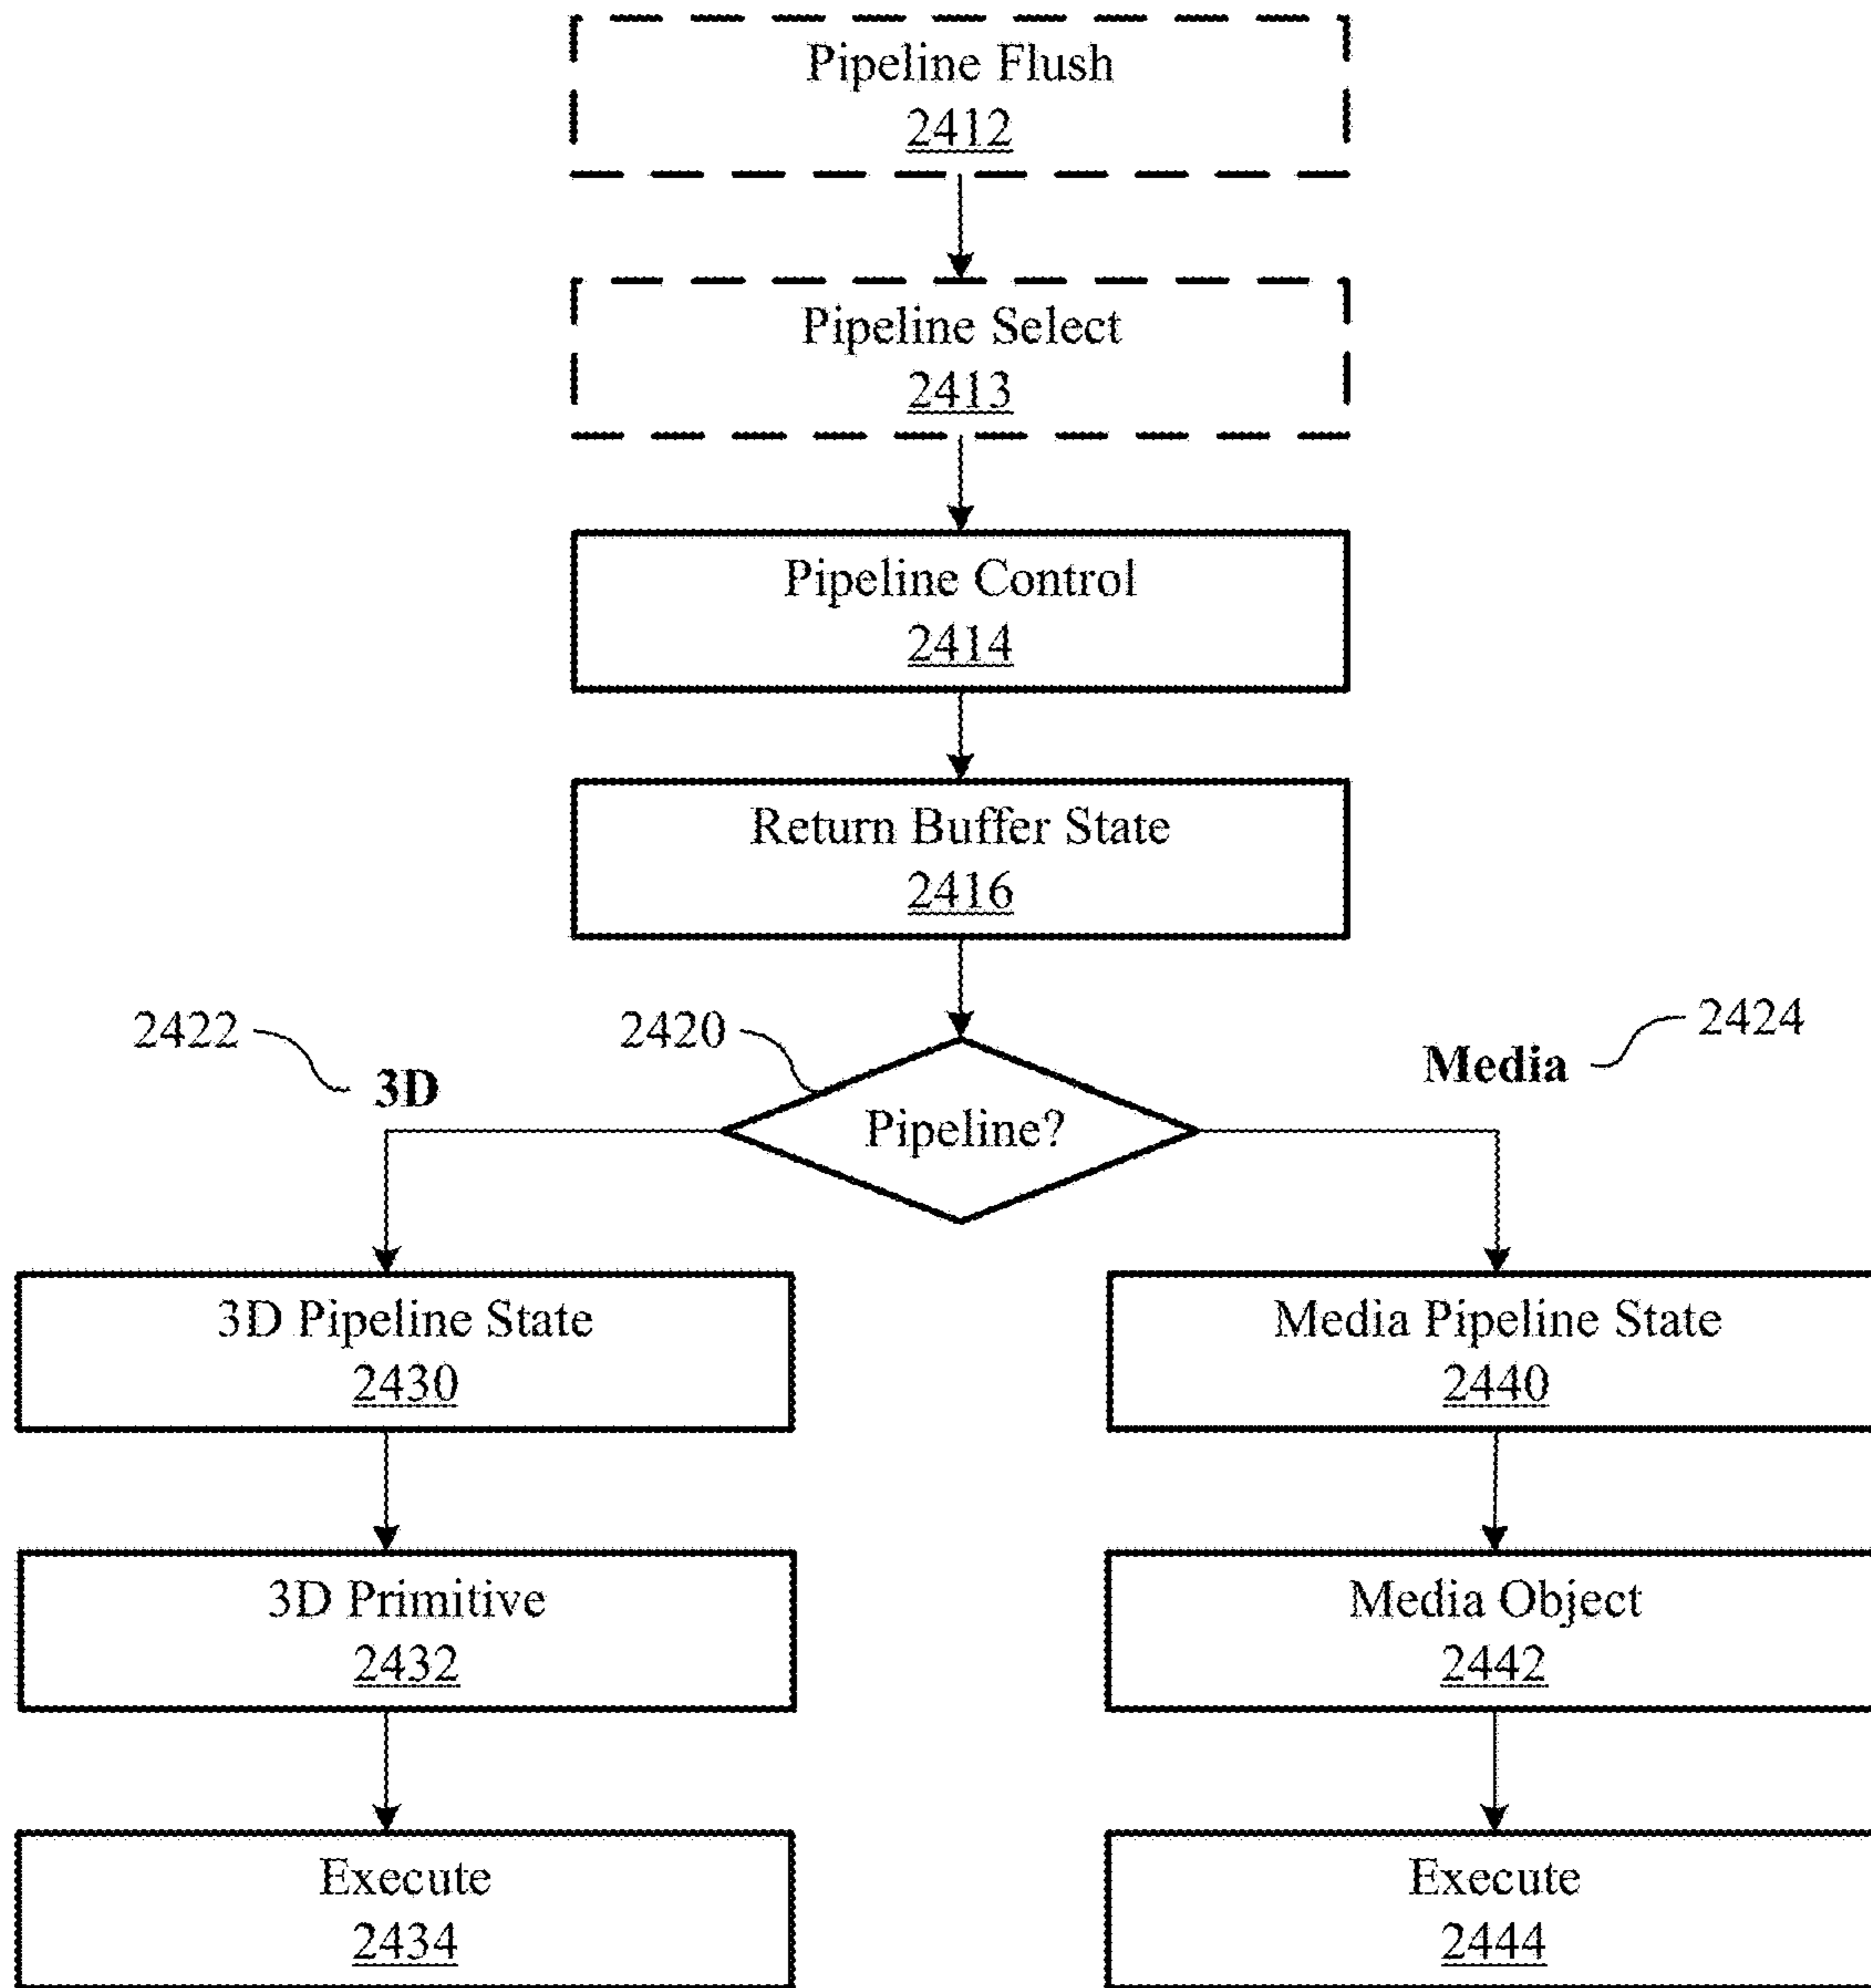 Pipeline Flush
2412
Pipeline Select
2413
Pipeline Control
2414
Return Buffer State
2416
2422
2420
2424
3D
Media
Pipeline?
3D Pipeline State
2430
Media Pipeline State
2440
3D Primitive
2432
Media Object
2442
Execute
2434
Execute
2444